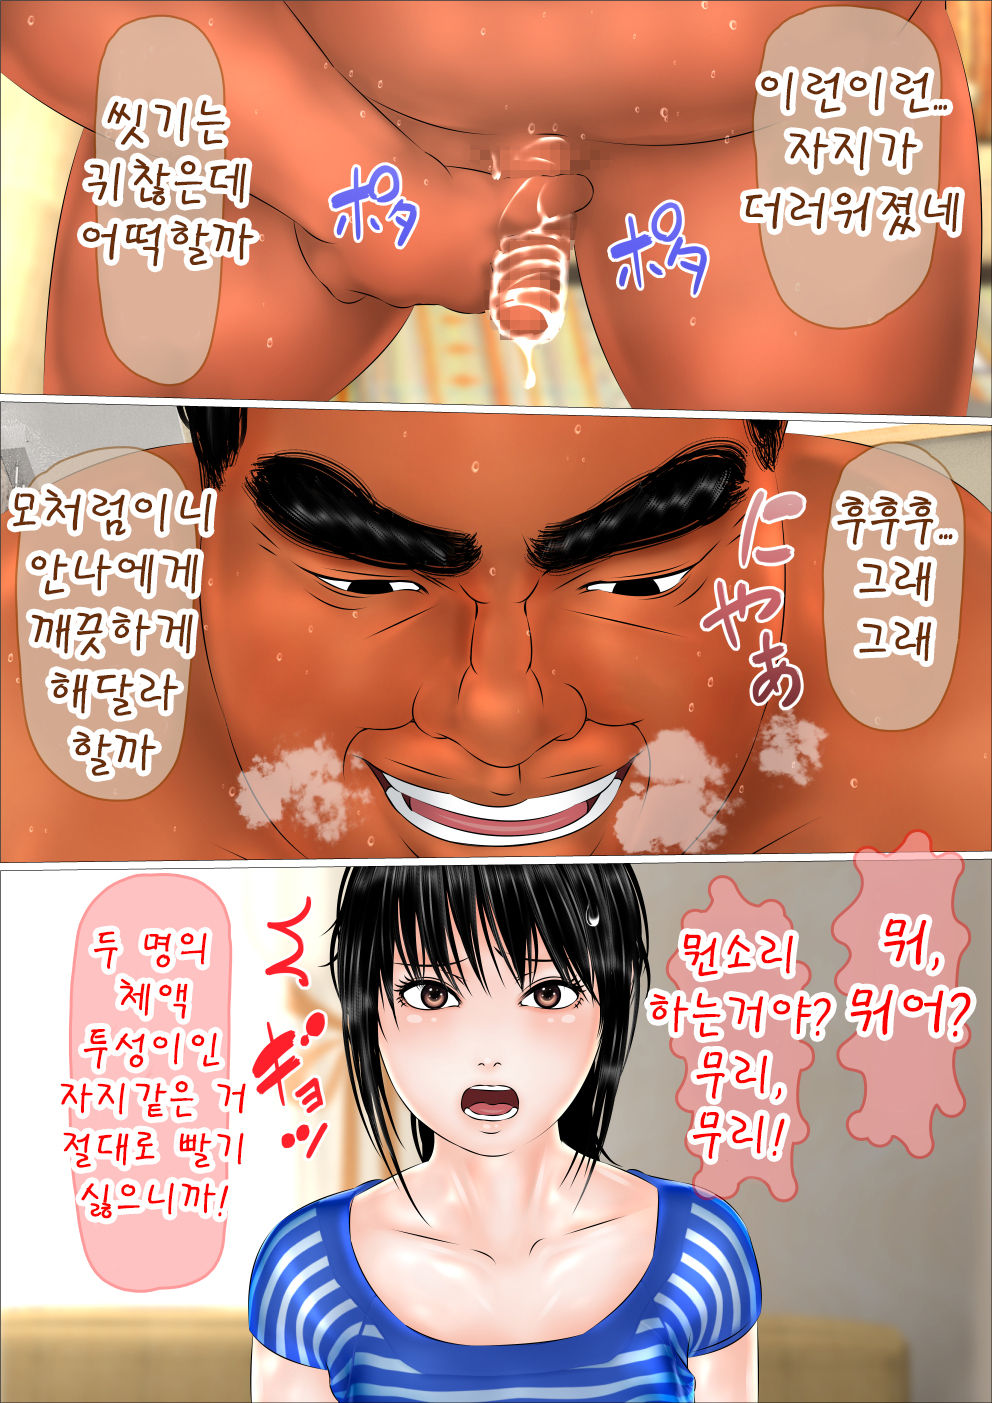 이런이런...
자지가
더러워졌네
씻기는
귀찮은데
어떡할까
ポタ
ポタ
후후후...
그래
그래
にやぁ
모처럼이니
안나에게
깨끗하게
해달라
할까
뭐,
뭐어?
뭔소리
하는거야?
무리,
무리!
ギョッ
두 명의
체액
투성이인
자지같은 거
절대로 빨기
싫으니까!